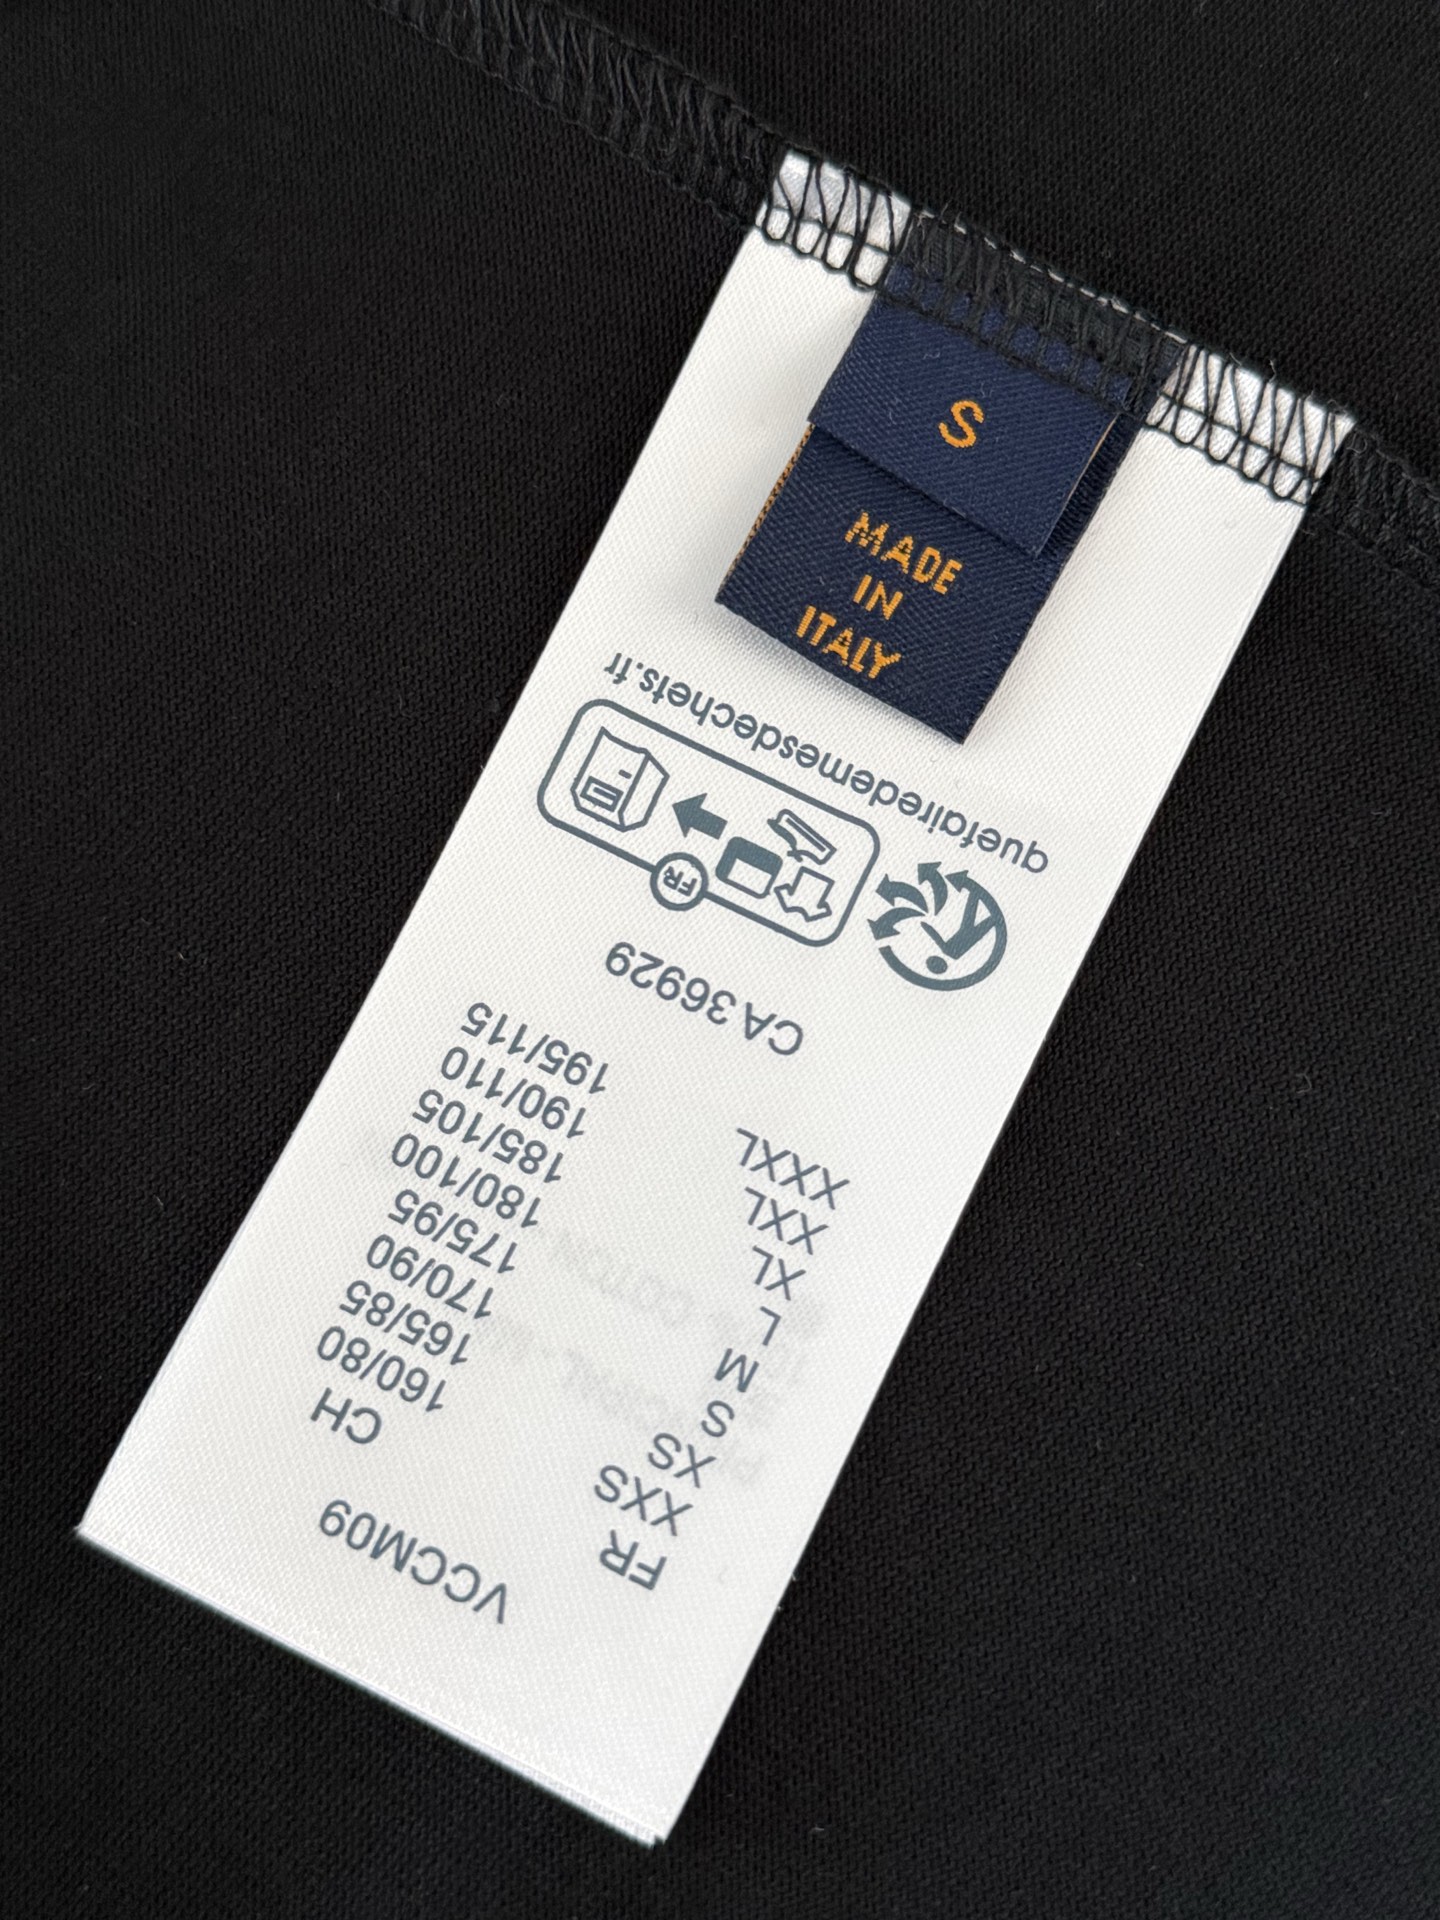 S
MADE
IN
ITALY
VCCM09
FR CH
XXS 160/80
XS 165/85
S 170/90
M 175/95
L 180/100
XL 185/105
XXL 190/110
XXXL 195/115
CA 36929
FR
quefairedemesdechets.fr